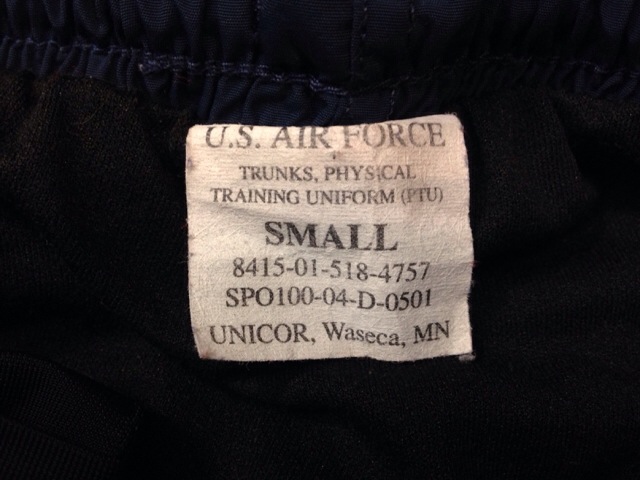 U.S. AIR FORCE
TRUNKS, PHYSICAL
TRAINING UNIFORM (PTU)
SMALL
8415-01-518-4757
SPO100-04-D-0501
UNICOR, Waseca, MN